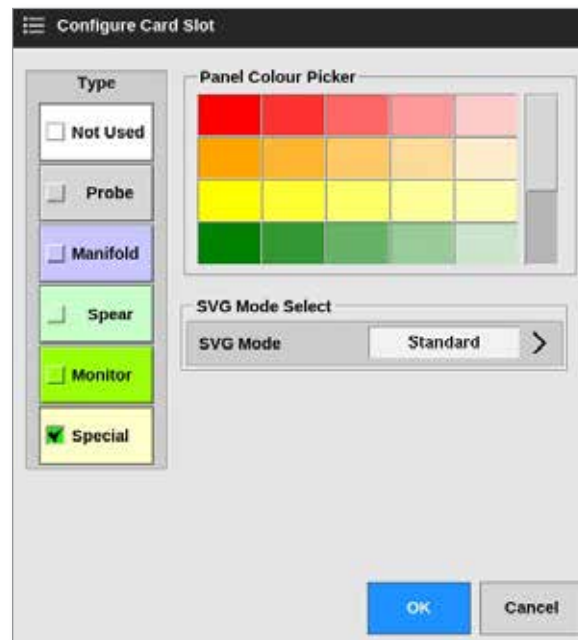 Configure Card Slot
Type
Not Used
Probe
Manifold
Spear
Monitor
Special
Panel Colour Picker
SVG Mode Select
SVG Mode Standard
OK Cancel